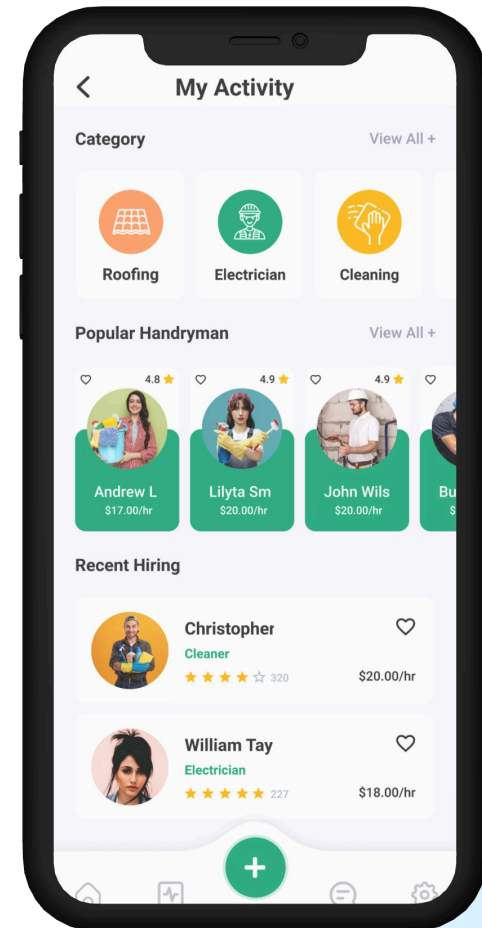 My Activity
Category View All +
Roofing Electrician Cleaning
Popular Handryman View All +
4.8 4.9 4.9
Andrew L Lilyta Sm John Wils Bu
$17.00/hr $20.00/hr $20.00/hr $
Recent Hiring
Christopher
Cleaner
320 $20.00/hr
William Tay
Electrician
227 $18.00/hr
+